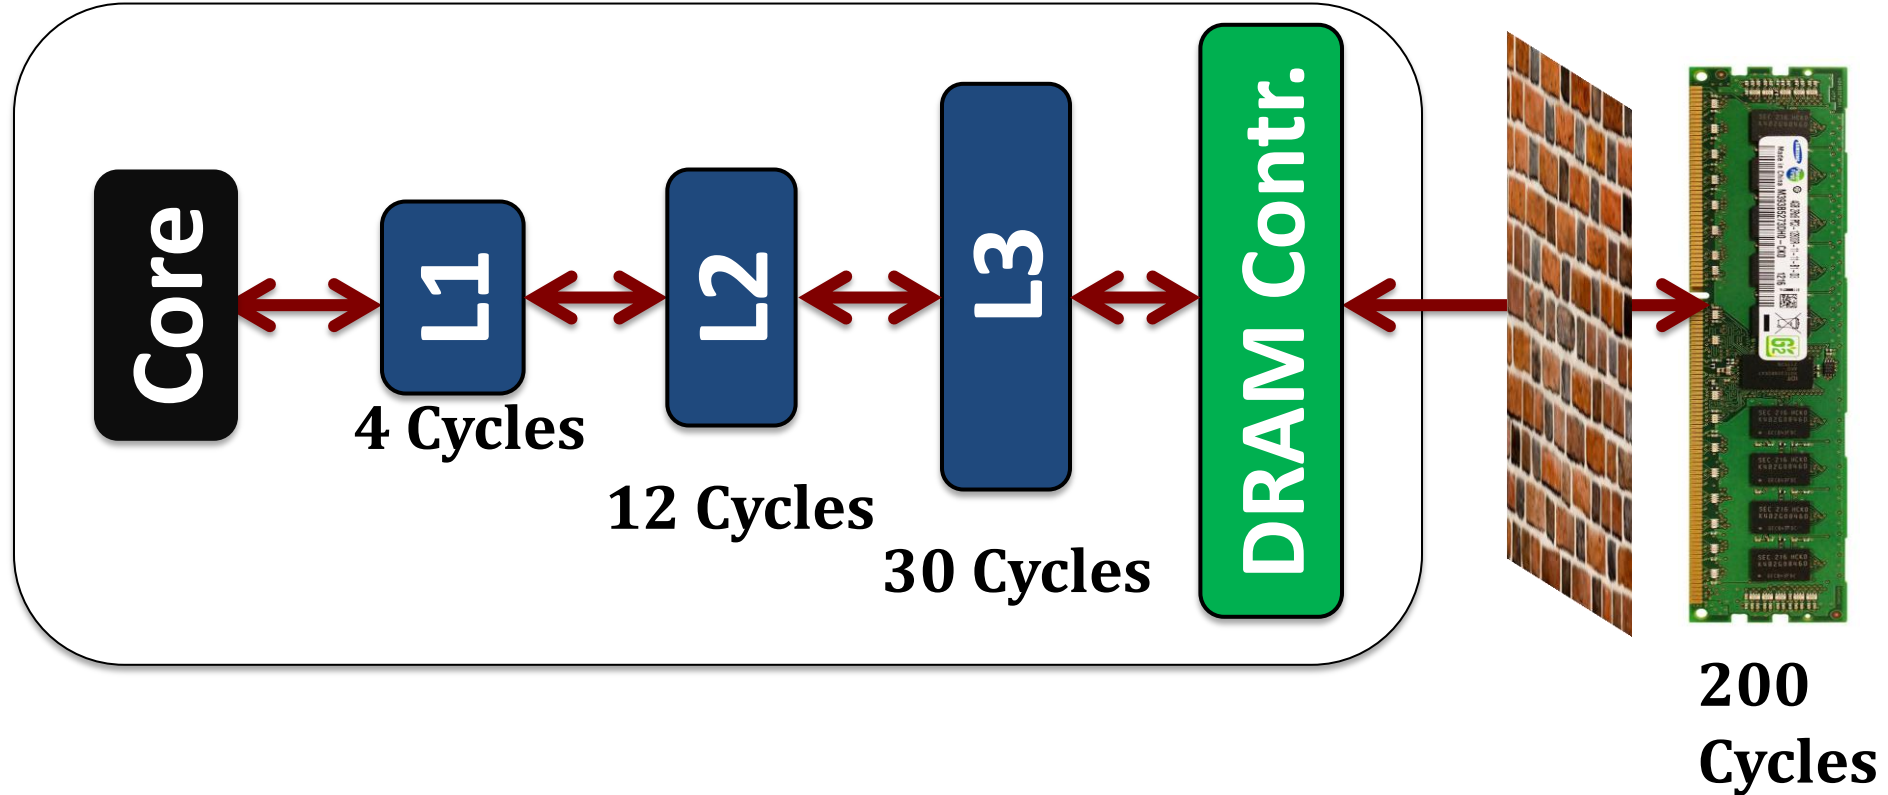 Core
L1
L2
L3
DRAM Contr.
4 Cycles
12 Cycles
30 Cycles
200
Cycles